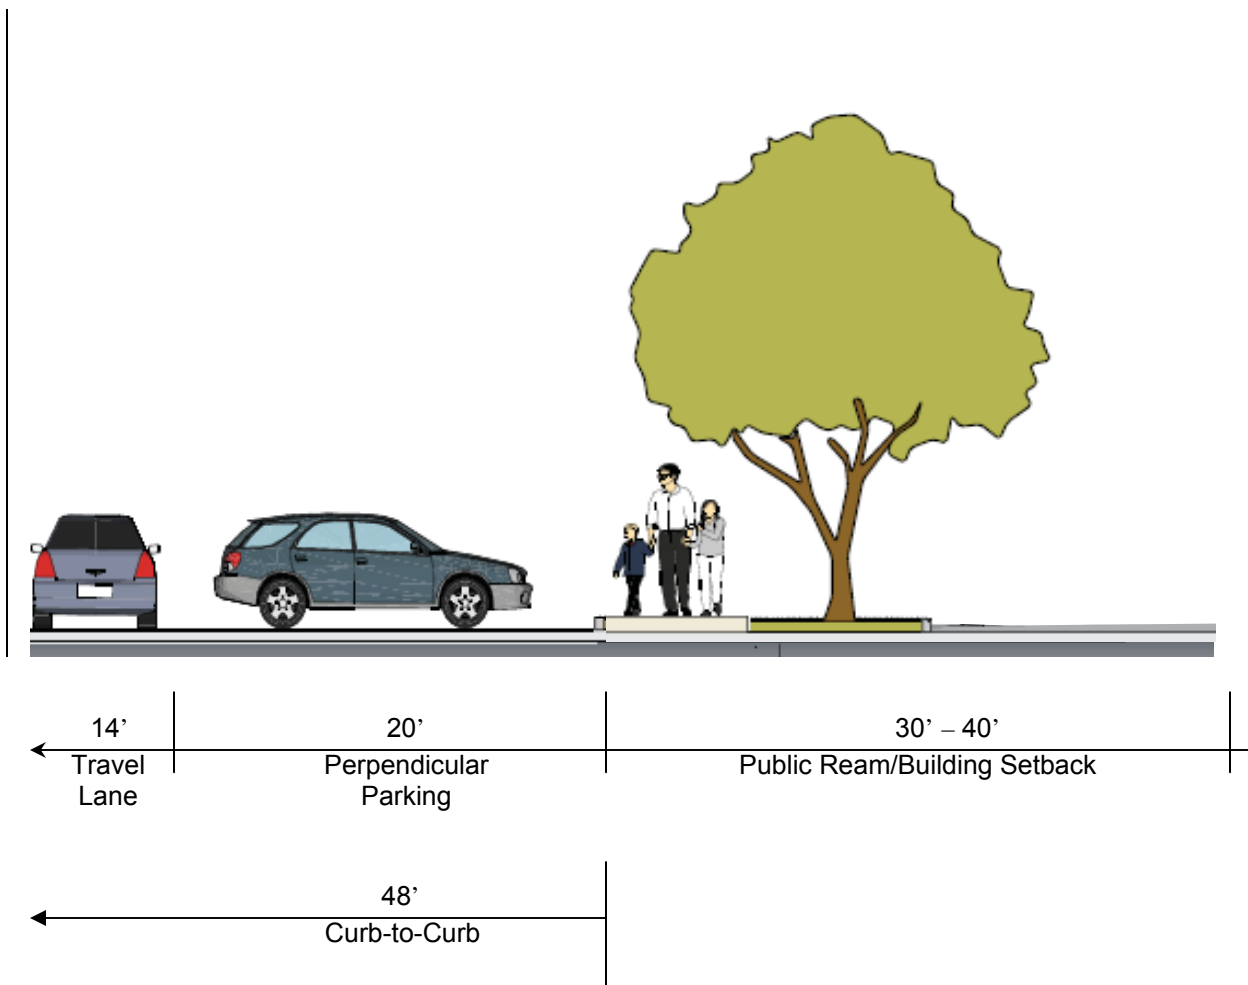 14’
Travel
Lane
20’
Perpendicular
Parking
30’ – 40’
Public Ream/Building Setback
48’
Curb-to-Curb